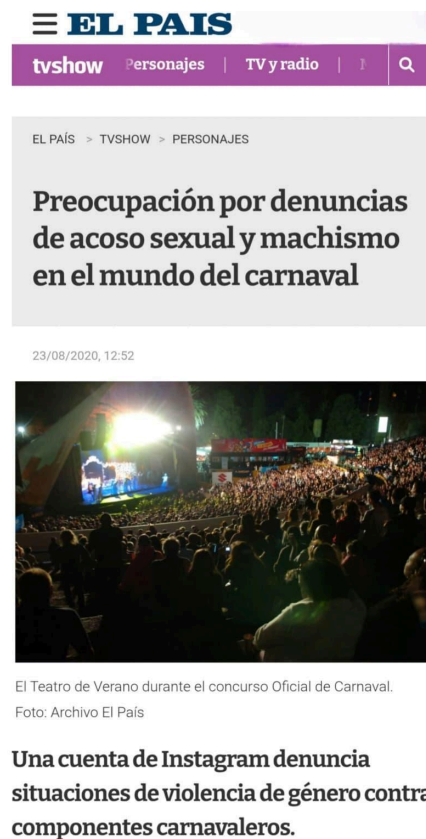 EL PAIS
tvshow Personajes | TV y radio |
EL PAÍS > TVSHOW > PERSONAJES
Preocupación por denuncias
de acoso sexual y machismo
en el mundo del carnaval
23/08/2020, 12:52
El Teatro de Verano durante el concurso Oficial de Carnaval.
Foto: Archivo El País
Una cuenta de Instagram denuncia
situaciones de violencia de género contra
componentes carnavaleros.